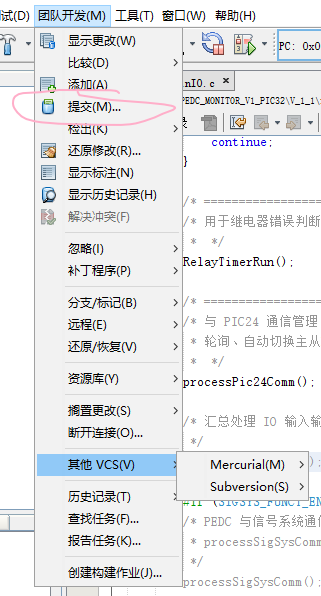 试(D) 团队开发(M) 工具(T) 窗口(W) 帮助(H)
PC: 0x0
显示更改(W)
比较(D)
添加(A)
提交(M)...
检出(K)
还原修改(R)...
显示标注(N)
显示历史记录(H)
解决冲突(F)
忽略(I)
补丁程序(P)
分支/标记(B)
远程(E)
还原/恢复(V)
资源库(Y)
搁置更改(S)
断开连接(O)...
其他 VCS(V)
历史记录(T)
查找任务(F)...
报告任务(K)...
创建构建作业(J)...
Mercurial(M)
Subversion(S)
nIO.c ×
PEDC_MONITOR_V1_PIC32\V_1_1\
录
continue;
}
/* ====================
/* 用于继电器错误判断
* */
RelayTimerRun();
/* ====================
/* 与 PIC24 通信管理
* 轮询、自动切换主从
* */
processPic24Comm();
/* 汇总处理 IO 输入输
*/
#if (SIGSYS_FUNCT_EN
/* PEDC 与信号系统通信
* processSigSysComm()
*/
processSigSysComm();